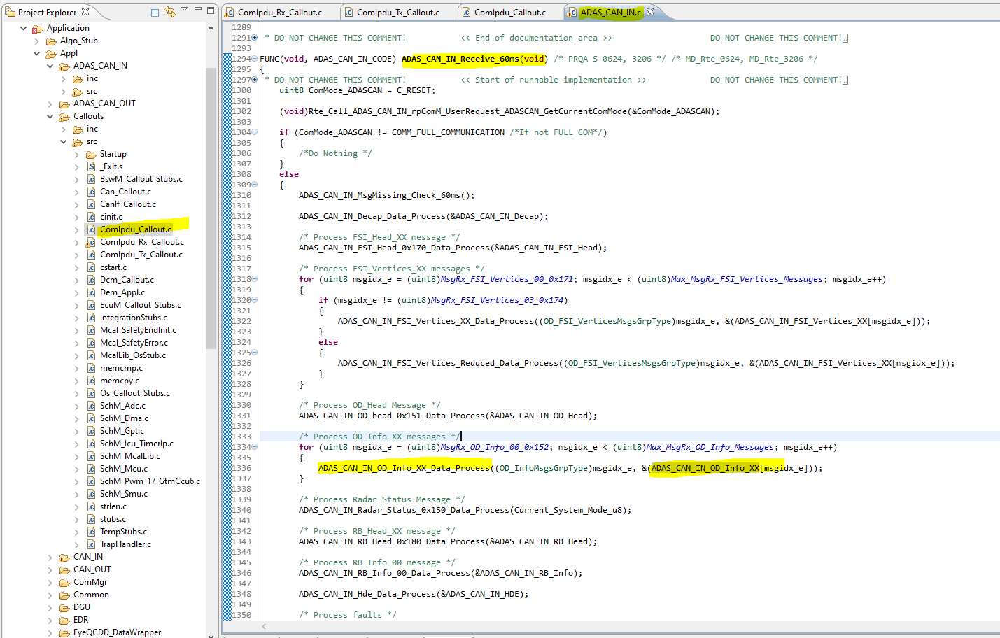 Project Explorer
Application
Algo_Stub
Appl
ADAS_CAN_IN
inc
src
ADAS_CAN_OUT
Callouts
inc
src
Startup
_Exit.s
BswM_Callout_Stubs.c
Can_Callout.c
CanIf_Callout.c
cinit.c
ComIpdu_Callout.c
ComIpdu_Rx_Callout.c
ComIpdu_Tx_Callout.c
cstart.c
Dcm_Callout.c
Dem_Appl.c
EcuM_Callout_Stubs.c
IntegrationStubs.c
Mcal_SafetyEndInit.c
Mcal_SafetyError.c
McalLib_OsStub.c
memcmp.c
memcpy.c
Os_Callout_Stubs.c
SchM_Adc.c
SchM_Dma.c
SchM_Gpt.c
SchM_Icu_TimerIp.c
SchM_McalLib.c
SchM_Mcu.c
SchM_Pwm_17_GtmCcu6.c
SchM_Smu.c
strlen.c
stubs.c
TempStubs.c
TrapHandler.c
CAN_IN
CAN_OUT
ComMgr
Common
DGU
EDR
EyeQCDD_DataWrapper
ComIpdu_Rx_Callout.c ComIpdu_Tx_Callout.c ComIpdu_Callout.c ADAS_CAN_IN.c
1289
1291 * DO NOT CHANGE THIS COMMENT! << End of documentation area >> DO NOT CHANGE THIS COMMENT!
1293
1294 FUNC(void, ADAS_CAN_IN_CODE) ADAS_CAN_IN_Receive_60ms(void) /* PRQA S 0624, 3206 */ /* MD_Rte_0624, MD_Rte_3206 */
1295 {
1297 * DO NOT CHANGE THIS COMMENT! << Start of runnable implementation >> DO NOT CHANGE THIS COMMENT!
1300 uint8 ComMode_ADASCAN = C_RESET;
1301
1302 (void)Rte_Call_ADAS_CAN_IN_rpComM_UserRequest_ADASCAN_GetCurrentComMode(&ComMode_ADASCAN);
1303
1304 if (ComMode_ADASCAN != COMM_FULL_COMMUNICATION /*If not FULL COM*/)
1305 {
1306 /*Do Nothing */
1307 }
1308 else
1309 {
1310 ADAS_CAN_IN_MsgMissing_Check_60ms();
1311
1312 ADAS_CAN_IN_Decap_Data_Process(&ADAS_CAN_IN_Decap);
1313
1314 /* Process FSI_Head_XX message */
1315 ADAS_CAN_IN_FSI_Head_0x170_Data_Process(&ADAS_CAN_IN_FSI_Head);
1316
1317 /* Process FSI_Vertices_XX messages */
1318 for (uint8 msgidx_e = (uint8)MsgRx_FSI_Vertices_00_0x171; msgidx_e < (uint8)Max_MsgRx_FSI_Vertices_Messages; msgidx_e++)
1319 {
1320 if (msgidx_e != (uint8)MsgRx_FSI_Vertices_03_0x174)
1321 {
1322 ADAS_CAN_IN_FSI_Vertices_XX_Data_Process((OD_FSI_VerticesMsgsGrpType)msgidx_e, &(ADAS_CAN_IN_FSI_Vertices_XX[msgidx_e]));
1323 }
1324 else
1325 {
1326 ADAS_CAN_IN_FSI_Vertices_Reduced_Data_Process((OD_FSI_VerticesMsgsGrpType)msgidx_e, &(ADAS_CAN_IN_FSI_Vertices_XX[msgidx_e]));
1327 }
1328 }
1329
1330 /* Process OD_Head Message */
1331 ADAS_CAN_IN_OD_head_0x151_Data_Process(&ADAS_CAN_IN_OD_Head);
1332
1333 /* Process OD_Info_XX messages */
1334 for (uint8 msgidx_e = (uint8)MsgRx_OD_Info_00_0x152; msgidx_e < (uint8)Max_MsgRx_OD_Info_Messages; msgidx_e++)
1335 {
1336 ADAS_CAN_IN_OD_Info_XX_Data_Process((OD_InfoMsgsGrpType)msgidx_e, &(ADAS_CAN_IN_OD_Info_XX[msgidx_e]));
1337 }
1338
1339 /* Process Radar_Status Message */
1340 ADAS_CAN_IN_Radar_Status_0x150_Data_Process(Current_System_Mode_u8);
1341
1342 /* Process RB_Head_XX message */
1343 ADAS_CAN_IN_RB_Head_0x180_Data_Process(&ADAS_CAN_IN_RB_Head);
1344
1345 /* Process RB_Info_00 message */
1346 ADAS_CAN_IN_RB_Info_00_Data_Process(&ADAS_CAN_IN_RB_Info);
1347
1348 ADAS_CAN_IN_Hde_Data_Process(&ADAS_CAN_IN_HDE);
1349
1350 /* Process faults */